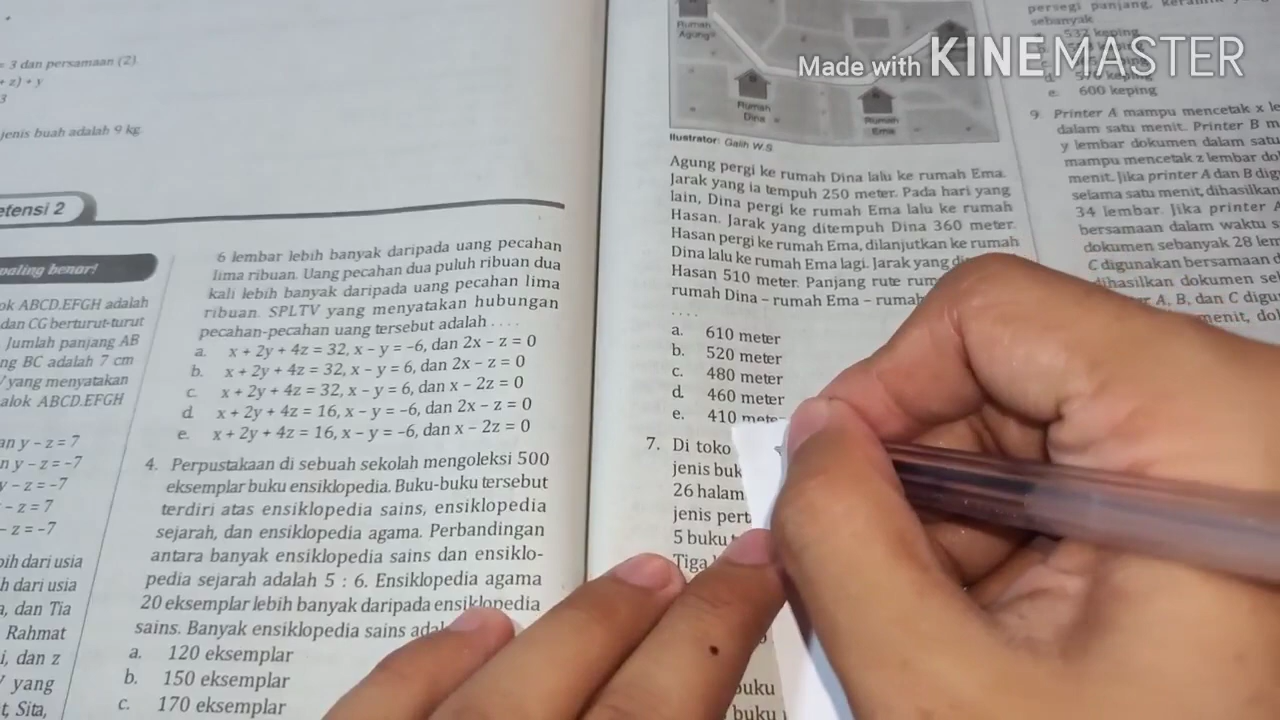 = 3 dan persamaan (2).
+ z) + y
3
jenis buah adalah 9 kg.
etensi 2
paling benar!
ok ABCD.EFGH adalah
dan CG berturut-turut
Jumlah panjang AB
ng BC adalah 7 cm
yang menyatakan
alok ABCD.EFGH
an y – z = 7
n y – z = –7
y – z = –7
– z = 7
– z = –7
bih dari usia
h dari usia
a, dan Tia
Rahmat
i, dan z
yang
t, Sita,
6 lembar lebih banyak daripada uang pecahan
lima ribuan. Uang pecahan dua puluh ribuan dua
kali lebih banyak daripada uang pecahan lima
ribuan. SPLTV yang menyatakan hubungan
pecahan-pecahan uang tersebut adalah . . . .
a. x + 2y + 4z = 32, x – y = –6, dan 2x – z = 0
b. x + 2y + 4z = 32, x – y = 6, dan 2x – z = 0
c. x + 2y + 4z = 32, x – y = 6, dan x – 2z = 0
d. x + 2y + 4z = 16, x – y = –6, dan 2x – z = 0
e. x + 2y + 4z = 16, x – y = –6, dan x – 2z = 0
4. Perpustakaan di sebuah sekolah mengoleksi 500
eksemplar buku ensiklopedia. Buku-buku tersebut
terdiri atas ensiklopedia sains, ensiklopedia
sejarah, dan ensiklopedia agama. Perbandingan
antara banyak ensiklopedia sains dan ensiklo-
pedia sejarah adalah 5 : 6. Ensiklopedia agama
20 eksemplar lebih banyak daripada ensiklopedia
sains. Banyak ensiklopedia sains adal
a. 120 eksemplar
b. 150 eksemplar
c. 170 eksemplar
Rumah
Agung
Rumah
Dina
Rumah
Ema
Ilustrator: Galih W.S.
Agung pergi ke rumah Dina lalu ke rumah Ema.
Jarak yang ia tempuh 250 meter. Pada hari yang
lain, Dina pergi ke rumah Ema lalu ke rumah
Hasan. Jarak yang ditempuh Dina 360 meter.
Hasan pergi ke rumah Ema, dilanjutkan ke rumah
Dina lalu ke rumah Ema lagi. Jarak yang di
Hasan 510 meter. Panjang rute rum
rumah Dina – rumah Ema – rumah
. . . .
a. 610 meter
b. 520 meter
c. 480 meter
d. 460 meter
e. 410 meter
7. Di toko
jenis buk
26 halam
jenis pert
5 buku
Tiga
buku
buku
persegi panjang,
sebanyak
532 keping
e. 600 keping
9. Printer A mampu mencetak x le
dalam satu menit. Printer B m
y lembar dokumen dalam satu
mampu mencetak z lembar do
menit. Jika printer A dan B dig
selama satu menit, dihasilkan
34 lembar. Jika printer A
bersamaan dalam waktu s
dokumen sebanyak 28 lem
C digunakan bersamaan d
dihasilkan dokumen se
A, B, dan C digu
menit, do
Made with KINEMASTER